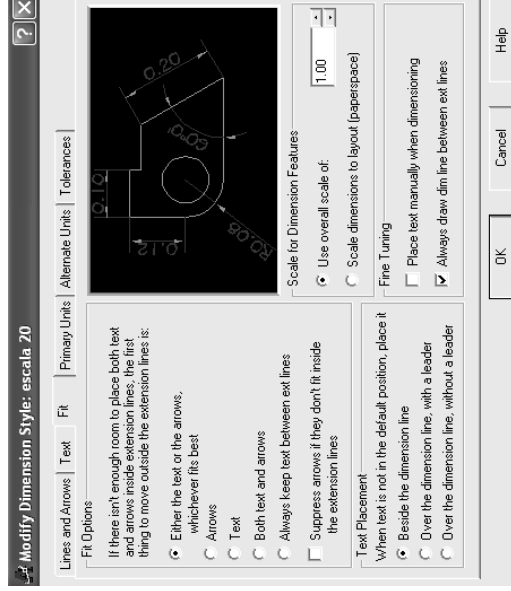 Modify Dimension Style: escala 20
Lines and Arrows Text Fit Primary Units Alternate Units Tolerances
Fit Options
If there isn't enough room to place both text
and arrows inside extension lines, the first
thing to move outside the extension lines is:
Either the text or the arrows,
whichever fits best
Arrows
Text
Both text and arrows
Always keep text between ext lines
Suppress arrows if they don't fit inside
the extension lines
Text Placement
When text is not in the default position, place it
Beside the dimension line
Over the dimension line, with a leader
Over the dimension line, without a leader
0.10
0.20
0.12
R0.08
Scale for Dimension Features
Use overall scale of: 1.00
Scale dimensions to layout (paperspace)
Fine Tuning
Place text manually when dimensioning
Always draw dim line between ext lines
OK Cancel Help